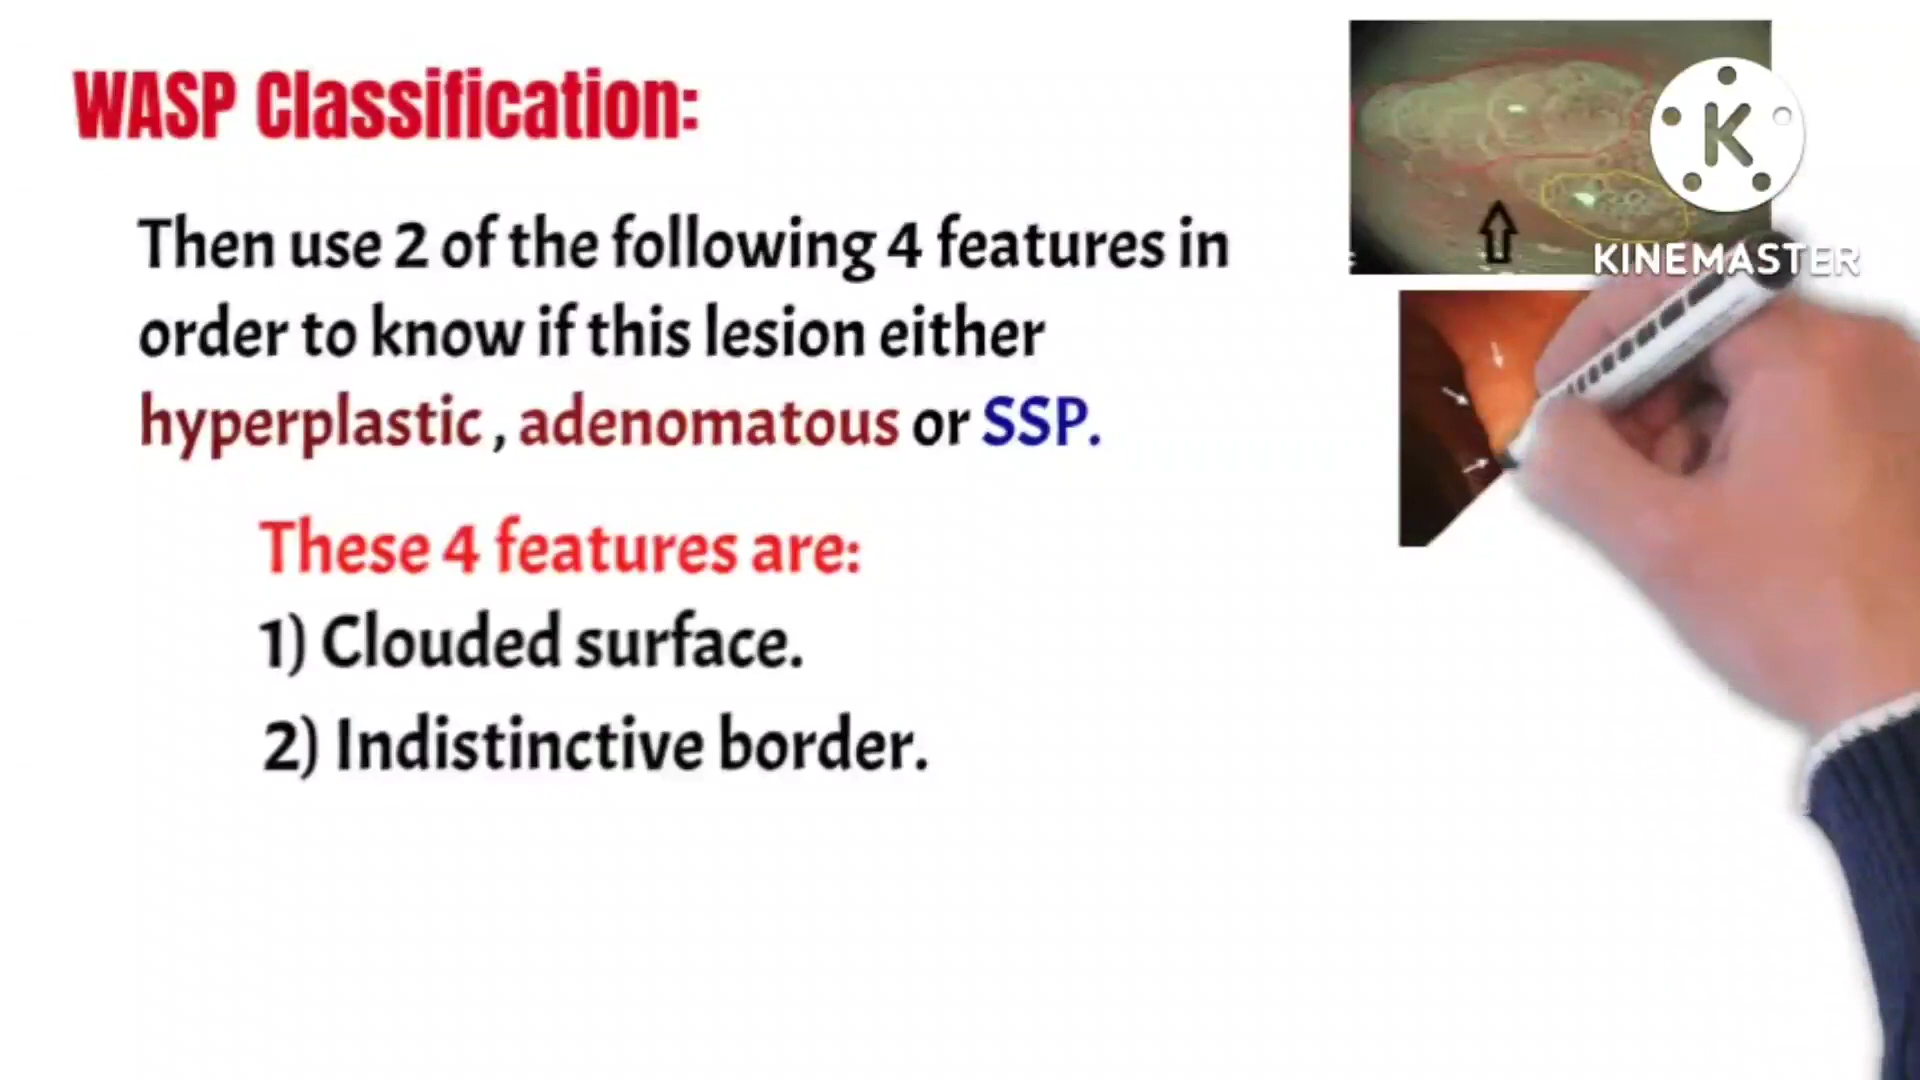 WASP Classification:
Then use 2 of the following 4 features in
order to know if this lesion either
hyperplastic , adenomatous or SSP.
These 4 features are:
1) Clouded surface.
2) Indistinctive border.
K
KINEMASTER